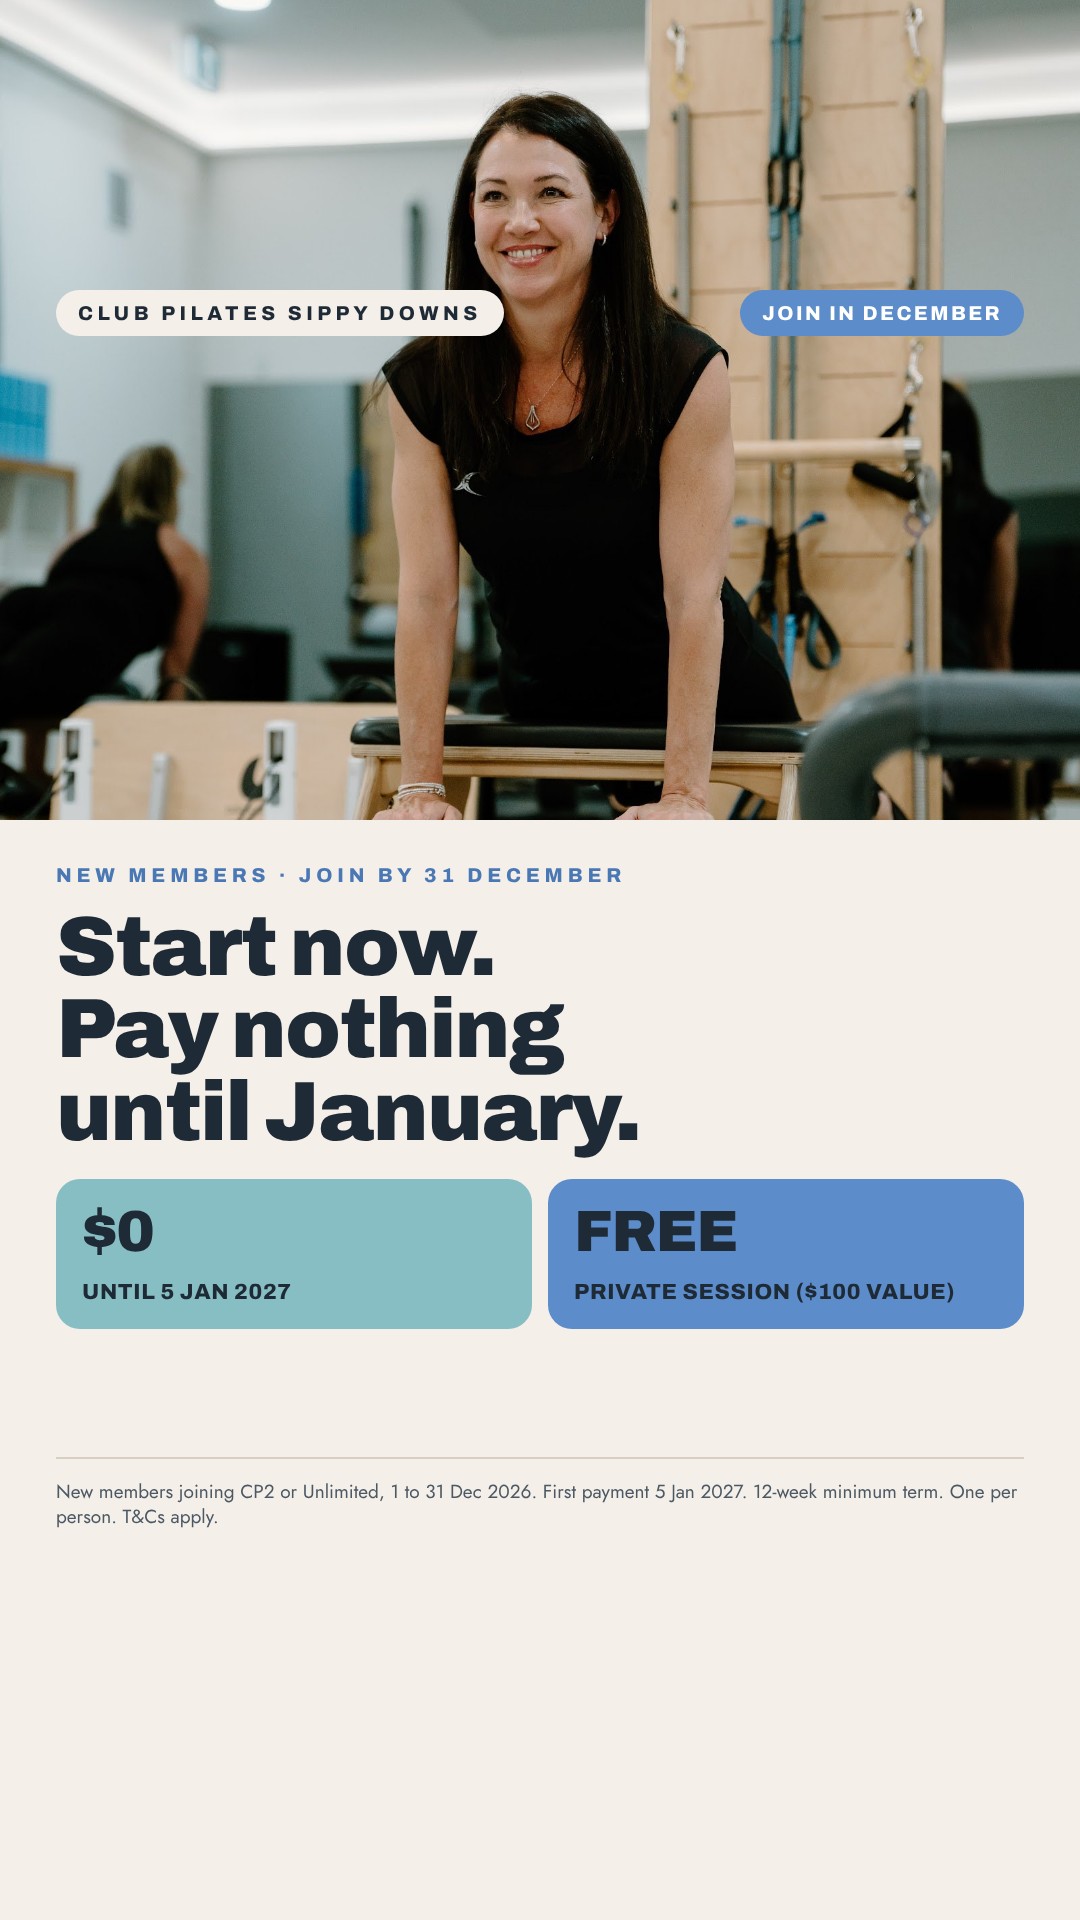 CLUB PILATES SIPPY DOWNS
JOIN IN DECEMBER
NEW MEMBERS · JOIN BY 31 DECEMBER
Start now.
Pay nothing
until January.
$0
UNTIL 5 JAN 2027
FREE
PRIVATE SESSION ($100 VALUE)
New members joining CP2 or Unlimited, 1 to 31 Dec 2026. First payment 5 Jan 2027. 12-week minimum term. One per
person. T&Cs apply.